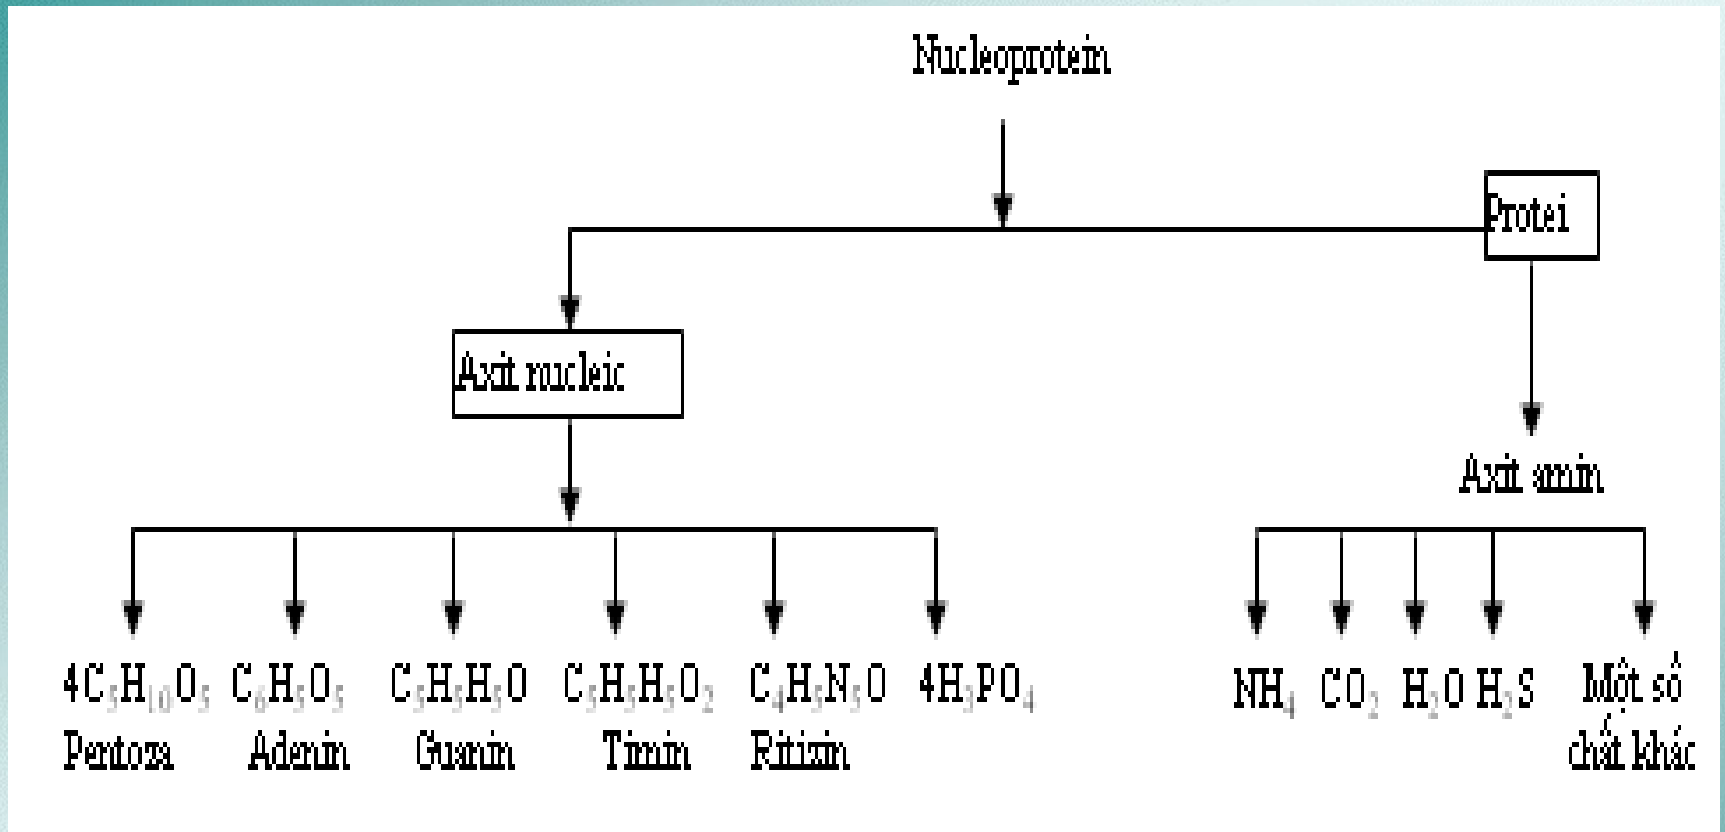 Nucleoprotein
Protei
Axit nucleic
Axit amin
4C₅H₁₀O₅ C₆H₅O₅ C₅H₅H₅O C₅H₅H₅O₂ C₄H₅N₅O 4H₃PO₄
Pentoza Adenin Guanin Timin
NH₄ CO₂ H₂O H₂S Một số
chất khác